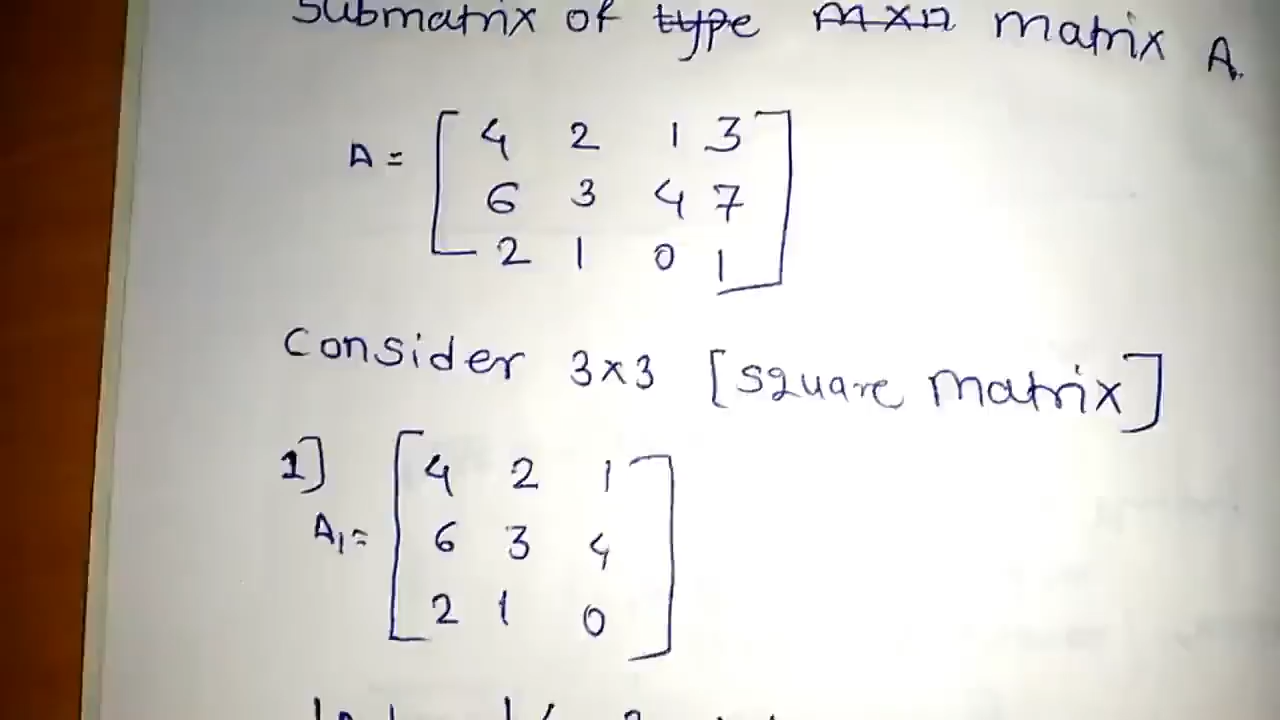 Submatrix of type m×n matrix A.
A = [ 4 2 1 3
6 3 4 7
2 1 0 1 ]
Consider 3×3 [square matrix]
1]
A₁ = [ 4 2 1
6 3 4
2 1 0 ]